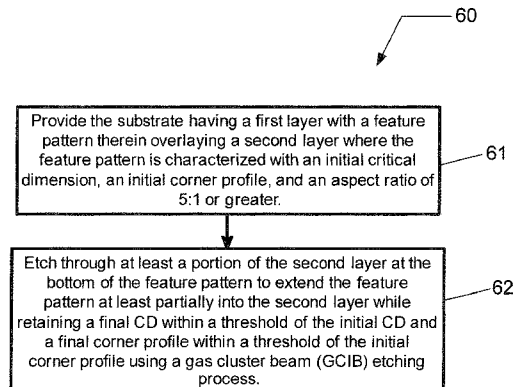 60
Provide the substrate having a first layer with a feature
pattern therein overlaying a second layer where the
feature pattern is characterized with an initial critical
dimension, an initial corner profile, and an aspect ratio of
5:1 or greater.
61
Etch through at least a portion of the second layer at the
bottom of the feature pattern to extend the feature
pattern at least partially into the second layer while
retaining a final CD within a threshold of the initial CD and
a final corner profile within a threshold of the initial
corner profile using a gas cluster beam (GCIB) etching
process.
62